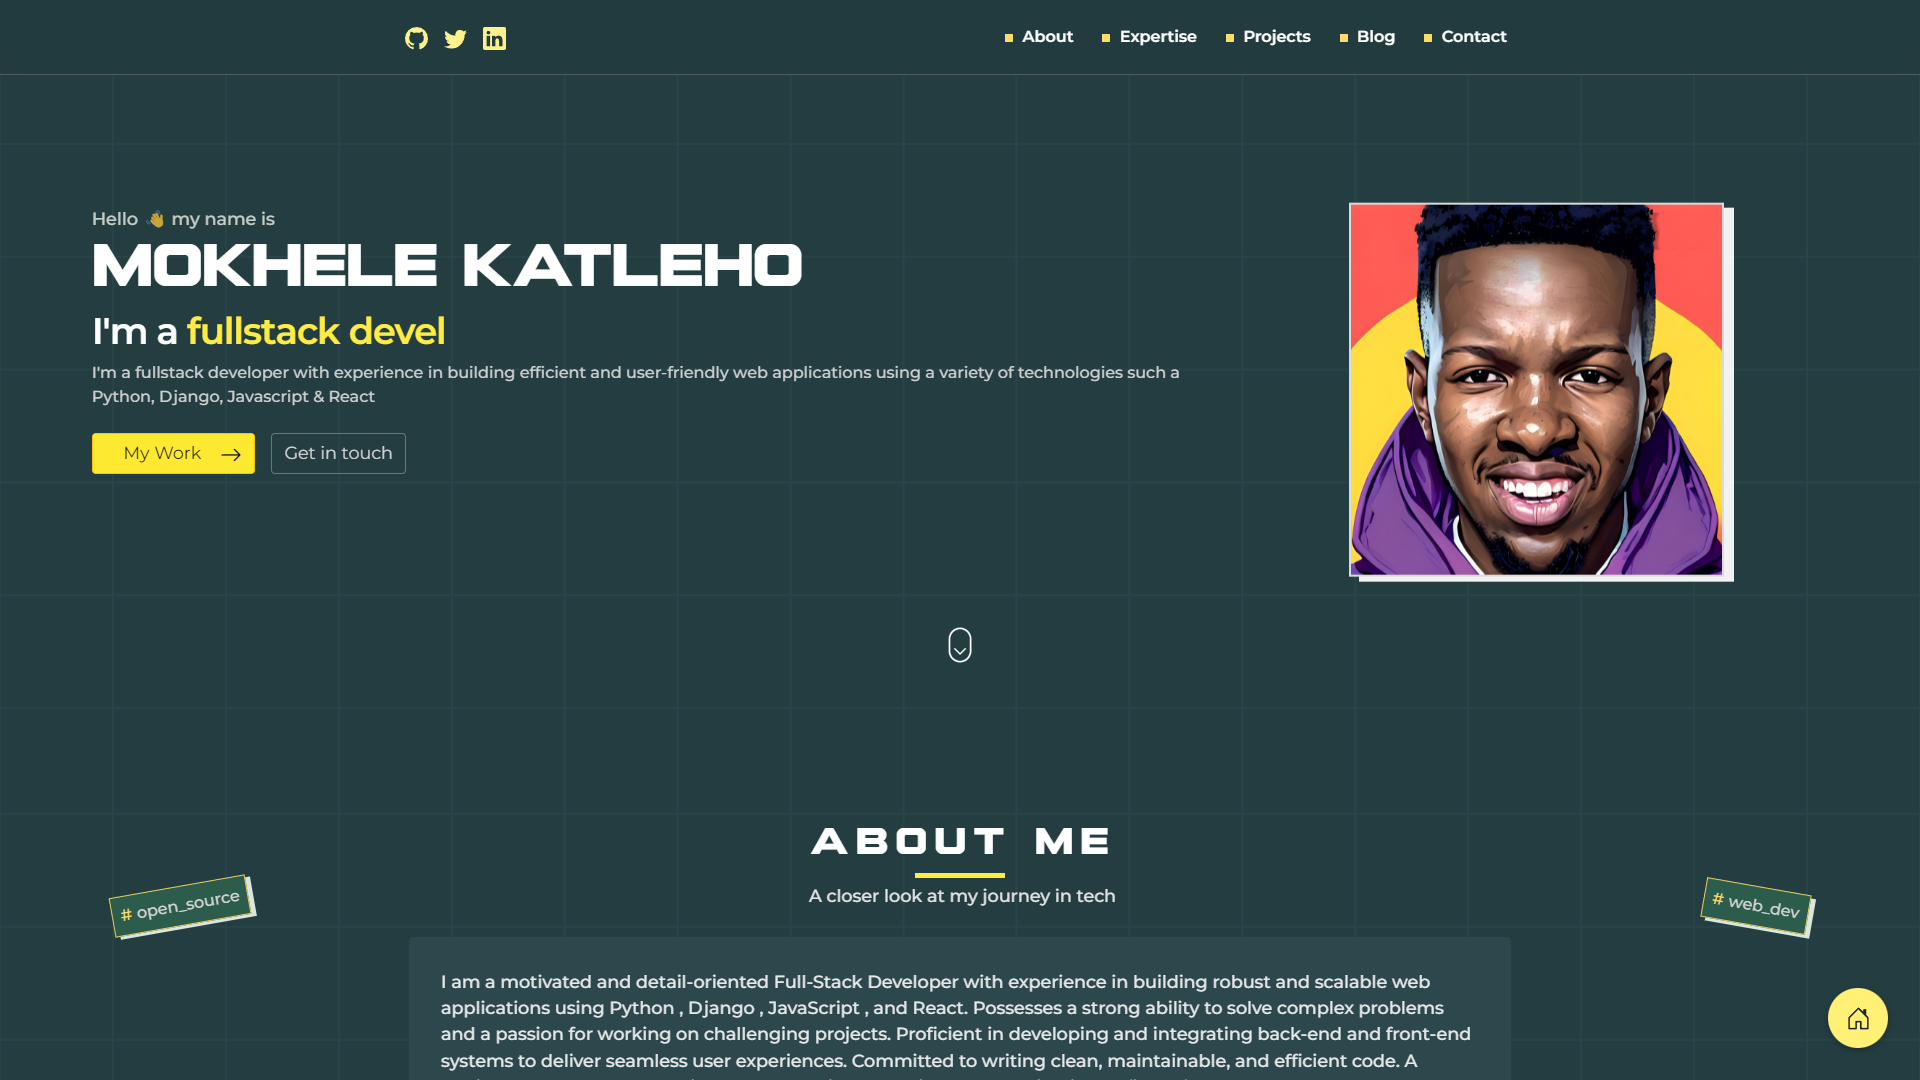 About
Expertise
Projects
Blog
Contact
Hello 👋 my name is
MOKHELE KATLEHO
I'm a fullstack devel
I'm a fullstack developer with experience in building efficient and user-friendly web applications using a variety of technologies such a
Python, Django, Javascript & React
My Work
Get in touch
ABOUT ME
A closer look at my journey in tech
# open_source
# web_dev
I am a motivated and detail-oriented Full-Stack Developer with experience in building robust and scalable web
applications using Python , Django , JavaScript , and React. Possesses a strong ability to solve complex problems
and a passion for working on challenging projects. Proficient in developing and integrating back-end and front-end
systems to deliver seamless user experiences. Committed to writing clean, maintainable, and efficient code. A